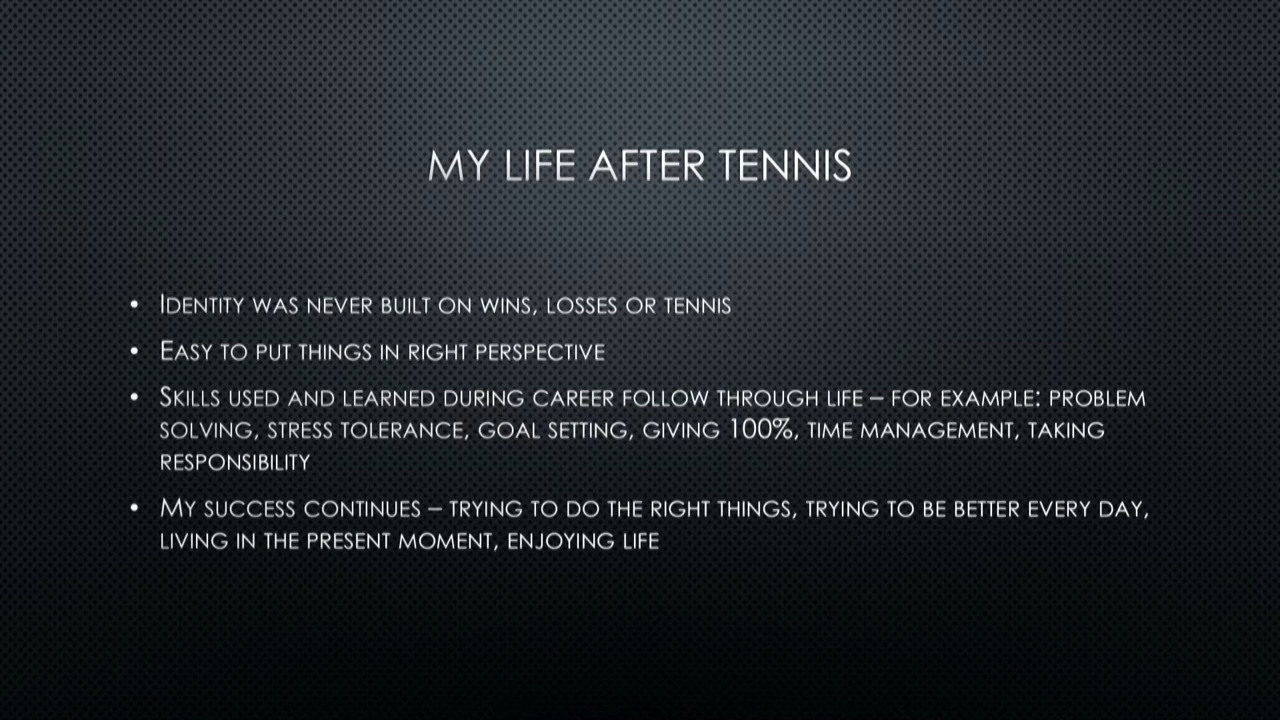 MY LIFE AFTER TENNIS
• IDENTITY WAS NEVER BUILT ON WINS, LOSSES OR TENNIS
• EASY TO PUT THINGS IN RIGHT PERSPECTIVE
• SKILLS USED AND LEARNED DURING CAREER FOLLOW THROUGH LIFE – FOR EXAMPLE: PROBLEM
SOLVING, STRESS TOLERANCE, GOAL SETTING, GIVING 100%, TIME MANAGEMENT, TAKING
RESPONSIBILITY
• MY SUCCESS CONTINUES – TRYING TO DO THE RIGHT THINGS, TRYING TO BE BETTER EVERY DAY,
LIVING IN THE PRESENT MOMENT, ENJOYING LIFE